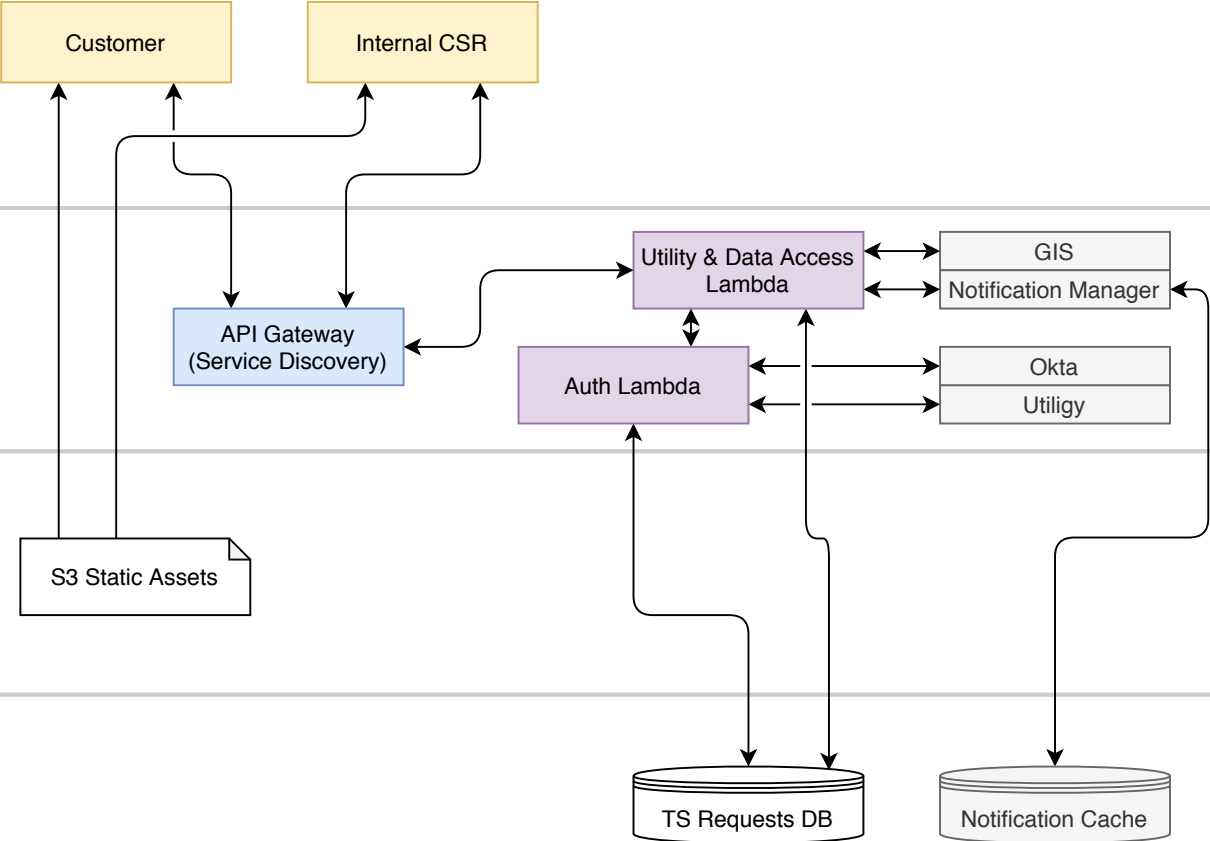 Customer
Internal CSR
Utility & Data Access
Lambda
GIS
Notification Manager
API Gateway
(Service Discovery)
Auth Lambda
Okta
Utiligy
S3 Static Assets
TS Requests DB
Notification Cache